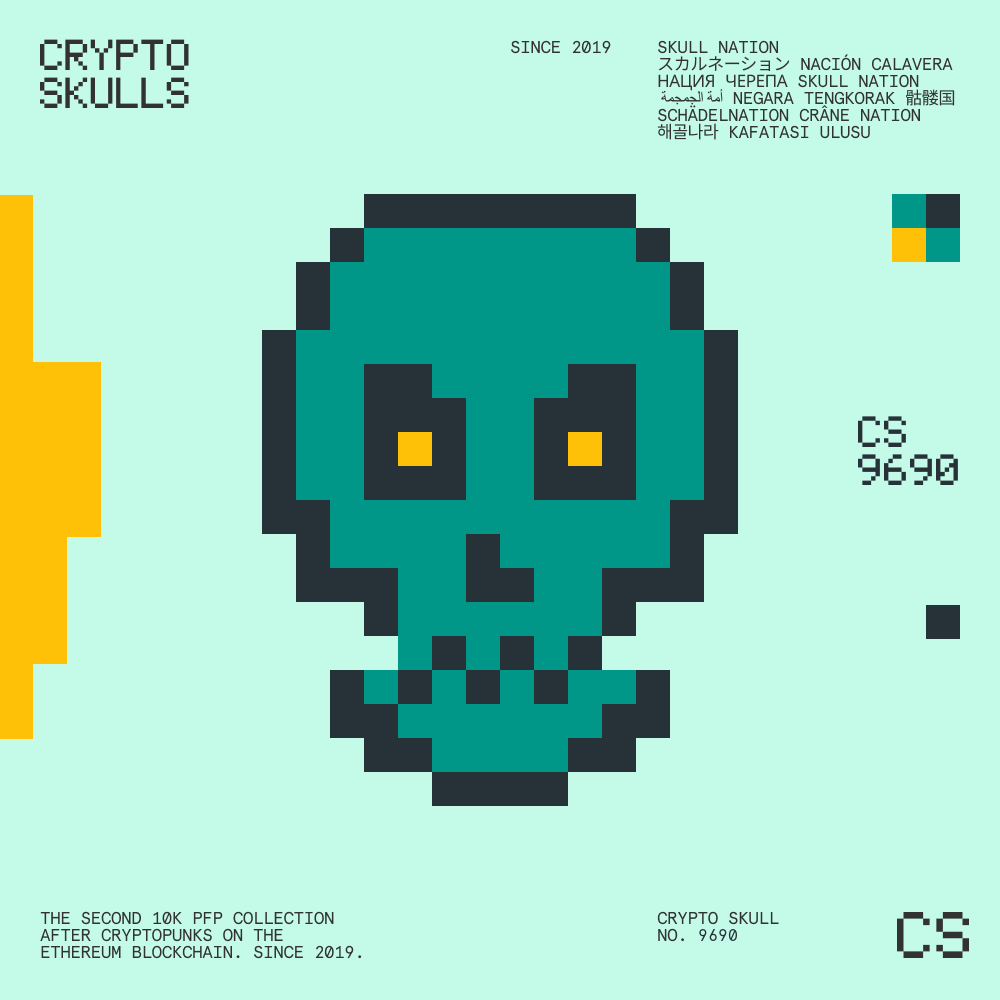 CRYPTO
SKULLS
SINCE 2019
SKULL NATION
スカルネーション NACIÓN CALAVERA
НАЦИЯ ЧЕРЕПА SKULL NATION
أمة الجمجمة NEGARA TENGKORAK 骷髏国
SCHÄDELNATION CRÂNE NATION
해골나라 KAFATASI ULUSU
CS
9690
THE SECOND 10K PFP COLLECTION
AFTER CRYPTOPUNKS ON THE
ETHEREUM BLOCKCHAIN. SINCE 2019.
CRYPTO SKULL
NO. 9690
CS